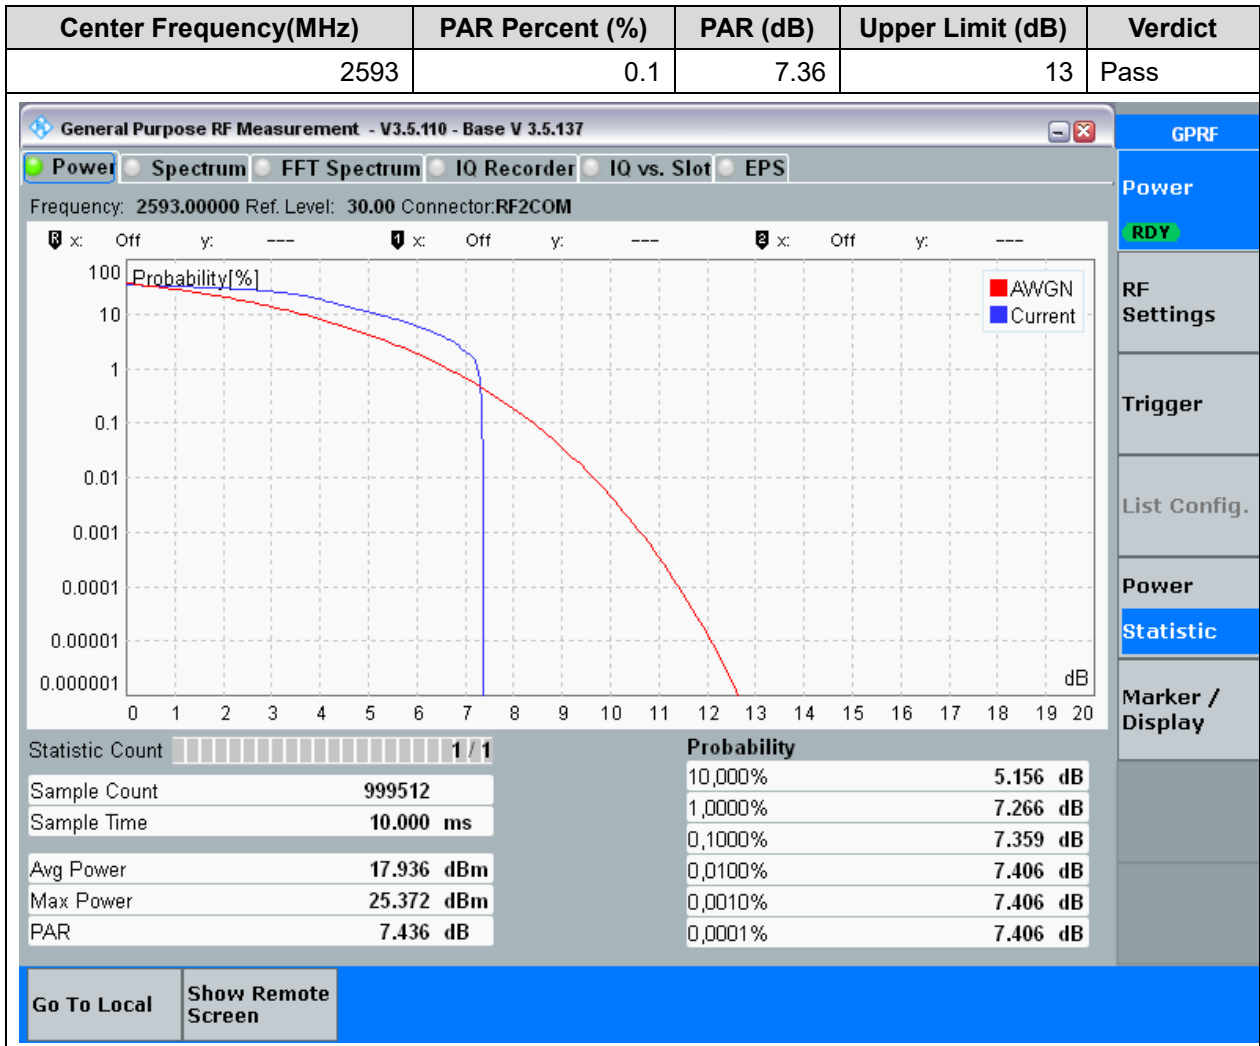 Center Frequency(MHz) PAR Percent (%) PAR (dB) Upper Limit (dB) Verdict
2593 0.1 7.36 13 Pass
General Purpose RF Measurement - V3.5.110 - Base V 3.5.137
GPRF
Power Spectrum FFT Spectrum IQ Recorder IQ vs. Slot EPS
Power
RDY
Frequency: 2593.00000 Ref. Level: 30.00 Connector:RF2COM
R x: Off y: --- 1 x: Off y: --- 2 x: Off y: ---
Probability[%]
AWGN
Current
100
10
1
0.1
0.01
0.001
0.0001
0.00001
0.000001
dB
0 1 2 3 4 5 6 7 8 9 10 11 12 13 14 15 16 17 18 19 20
RF
Settings
Trigger
List Config.
Power
Statistic
Marker /
Display
Statistic Count 1 / 1
Sample Count 999512
Sample Time 10.000 ms
Avg Power 17.936 dBm
Max Power 25.372 dBm
PAR 7.436 dB
Probability
10,000% 5.156 dB
1,0000% 7.266 dB
0,1000% 7.359 dB
0,0100% 7.406 dB
0,0010% 7.406 dB
0,0001% 7.406 dB
Go To Local
Show Remote
Screen